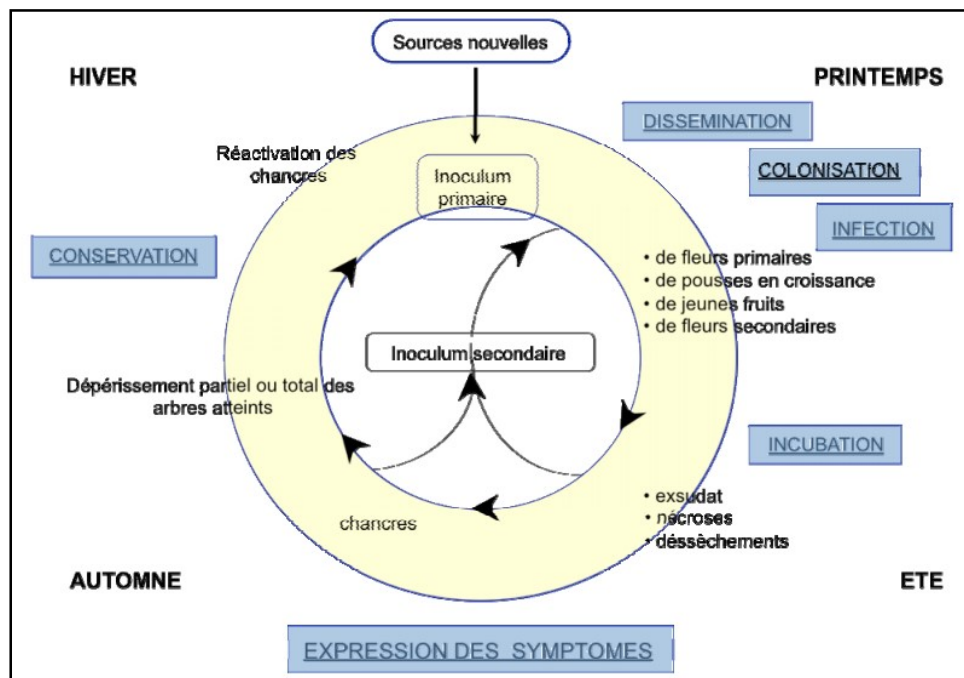 Sources nouvelles
HIVER
PRINTEMPS
DISSEMINATION
Réactivation des
chancres
Inoculum
primaire
COLONISATION
INFECTION
CONSERVATION
• de fleurs primaires
• de pousses en croissance
• de jeunes fruits
• de fleurs secondaires
Inoculum secondaire
Dépérissement partiel ou total des
arbres atteints
INCUBATION
• exsudat
• nécroses
• déssèchements
chancres
AUTOMNE
ETE
EXPRESSION DES SYMPTOMES